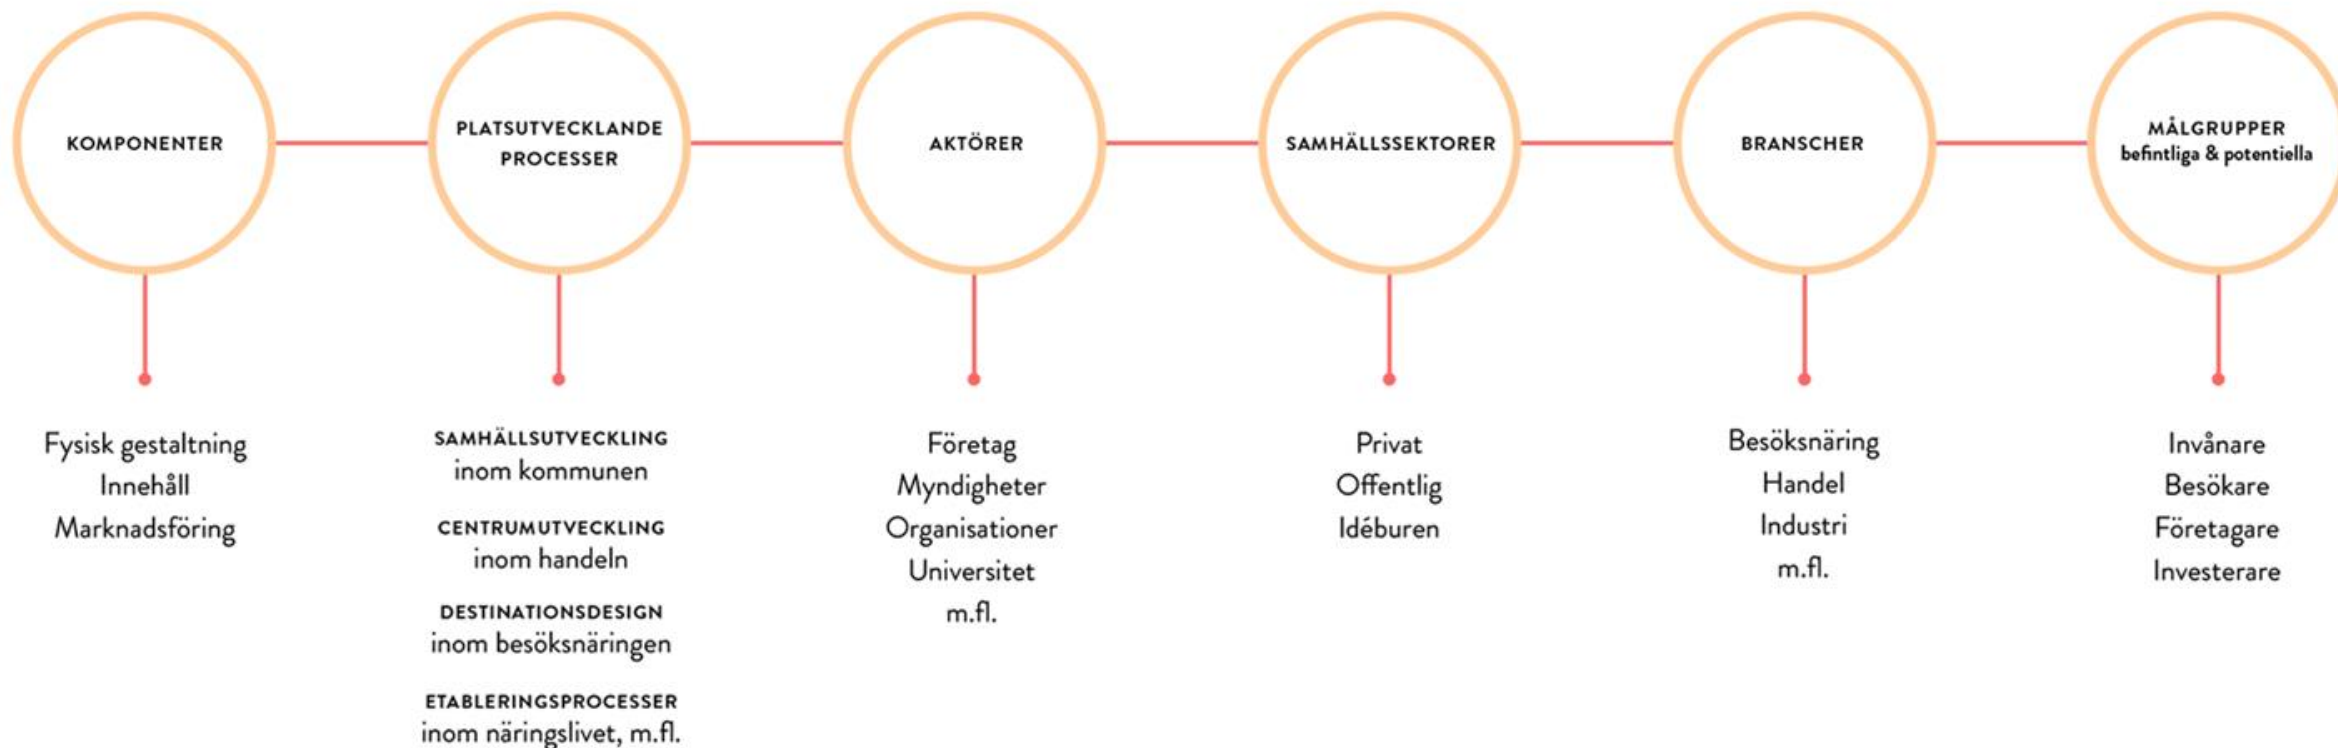 KOMPONENTER
PLATSUTVECKLANDE
PROCESSER
AKTÖRER
SAMHÄLLSSEKTORER
BRANSCHER
MÅLGRUPPER
befintliga & potentiella
Fysisk gestaltning
Innehåll
Marknadsföring
SAMHÄLLSUTVECKLING
inom kommunen
CENTRUMUTVECKLING
inom handeln
DESTINATIONSDESIGN
inom besöksnäringen
ETABLERINGSPROCESSER
inom näringslivet, m.fl.
Företag
Myndigheter
Organisationer
Universitet
m.fl.
Privat
Offentlig
Idéburen
Besöksnäring
Handel
Industri
m.fl.
Invånare
Besökare
Företagare
Investerare